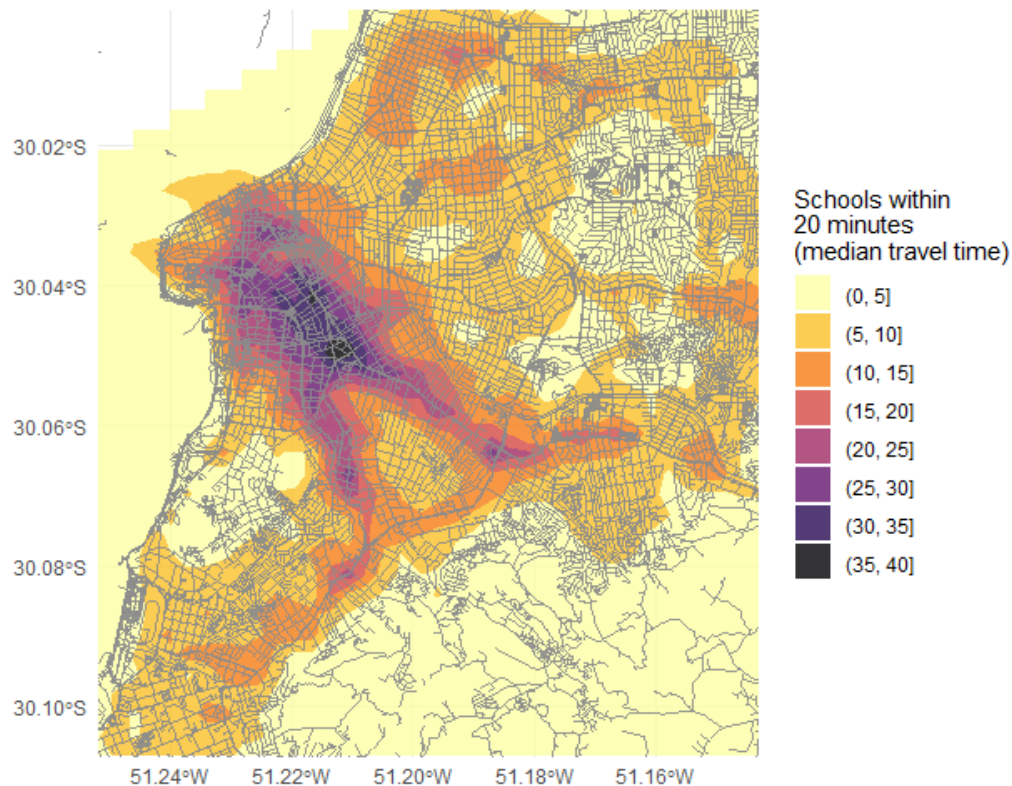 30.02°S
30.04°S
30.06°S
30.08°S
30.10°S
51.24°W 51.22°W 51.20°W 51.18°W 51.16°W
Schools within
20 minutes
(median travel time)
(0, 5]
(5, 10]
(10, 15]
(15, 20]
(20, 25]
(25, 30]
(30, 35]
(35, 40]